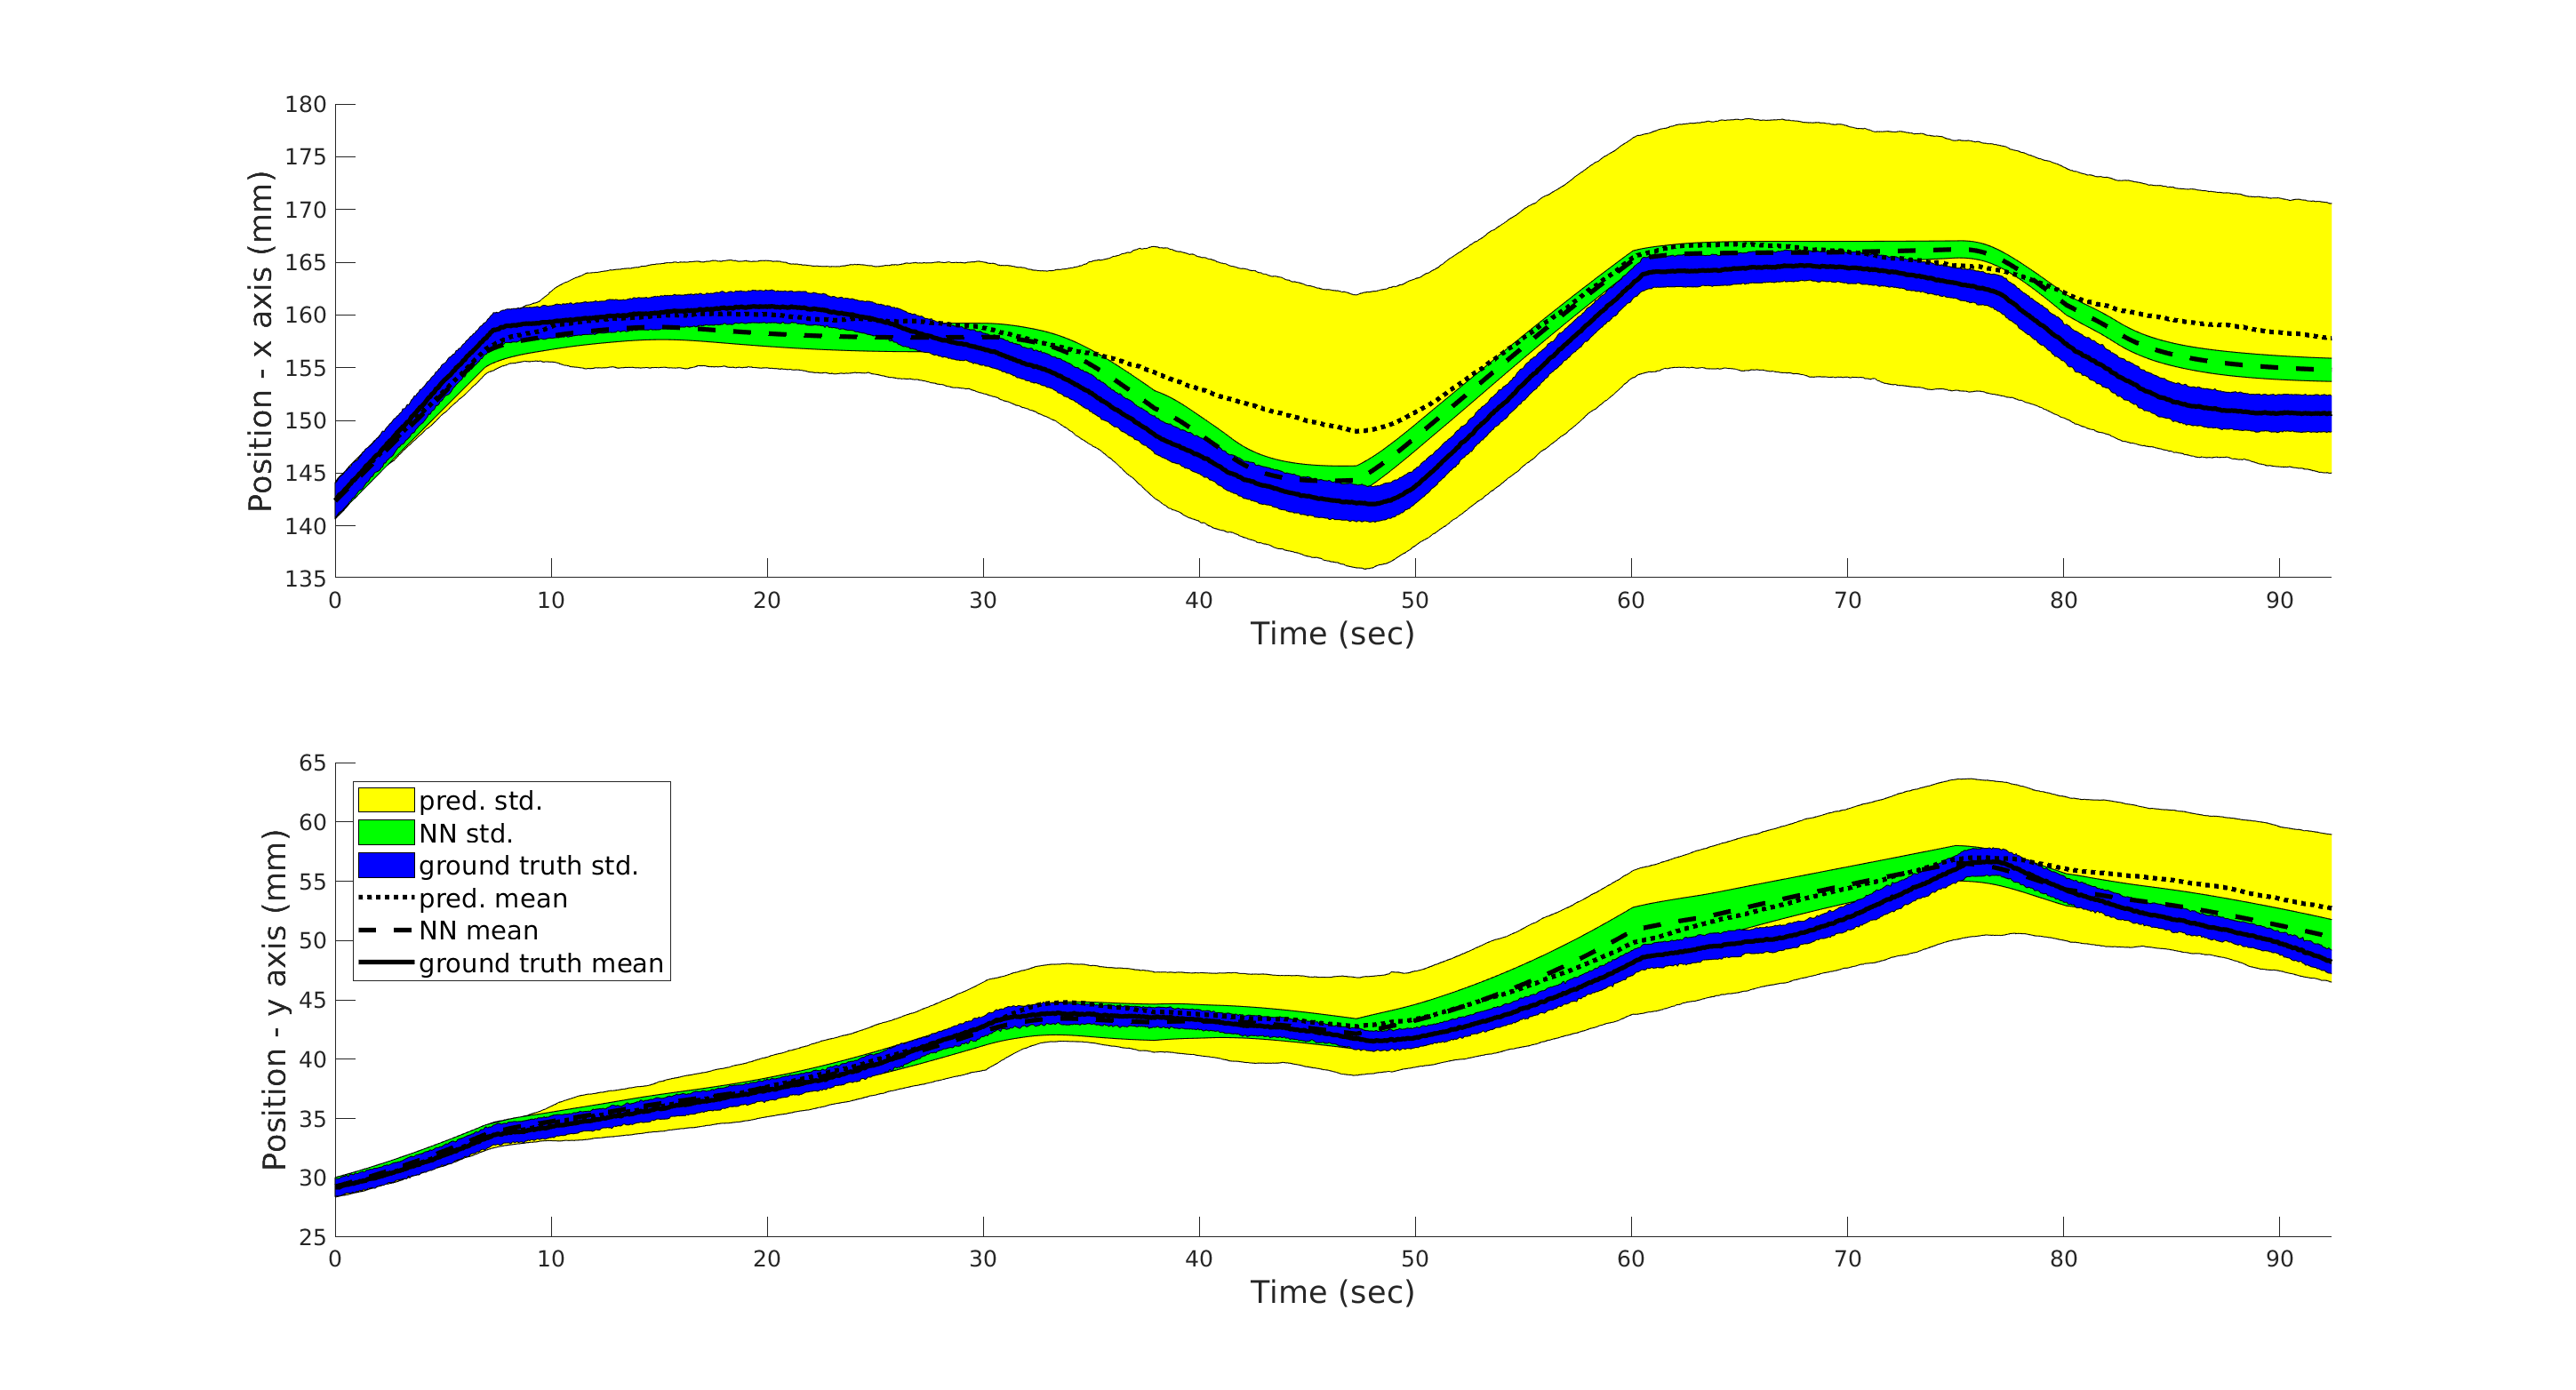 180
175
170
165
160
155
150
145
140
135
Position - x axis (mm)
0 10 20 30 40 50 60 70 80 90
Time (sec)
65
60
55
50
45
40
35
30
25
Position - y axis (mm)
pred. std.
NN std.
ground truth std.
pred. mean
NN mean
ground truth mean
0 10 20 30 40 50 60 70 80 90
Time (sec)